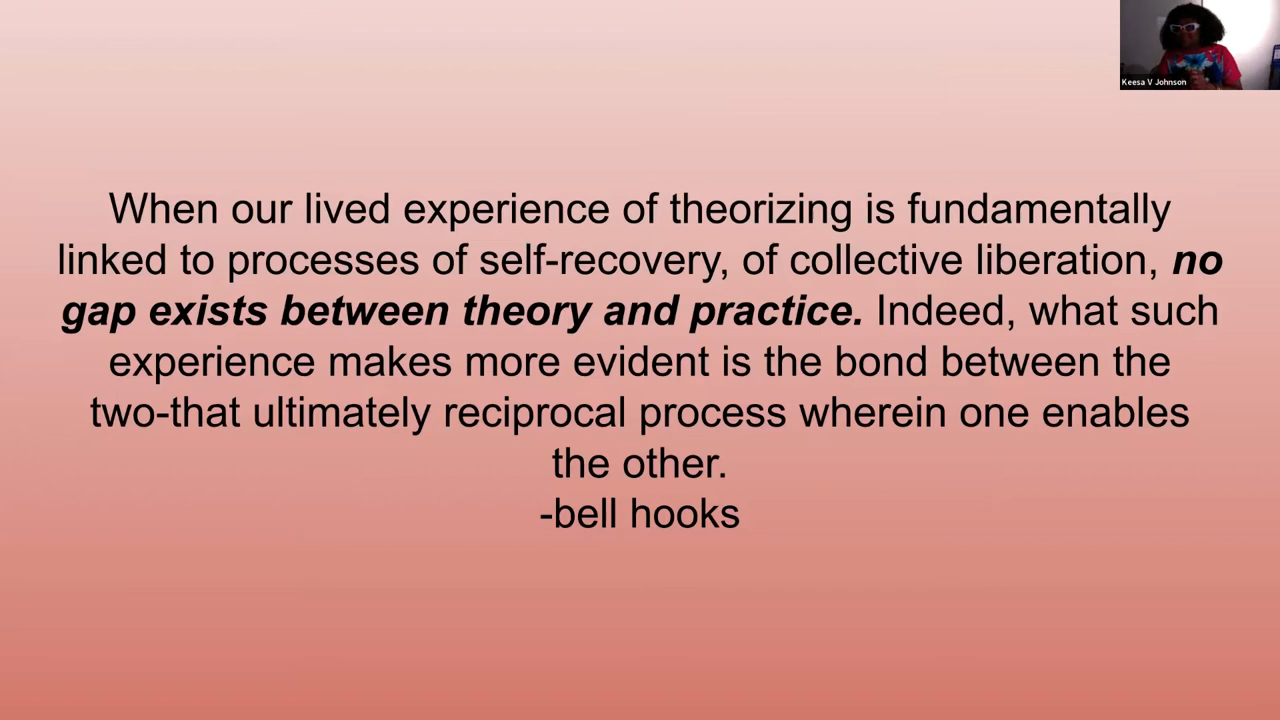 Keesa V Johnson
When our lived experience of theorizing is fundamentally
linked to processes of self-recovery, of collective liberation, no
gap exists between theory and practice. Indeed, what such
experience makes more evident is the bond between the
two-that ultimately reciprocal process wherein one enables
the other.
-bell hooks